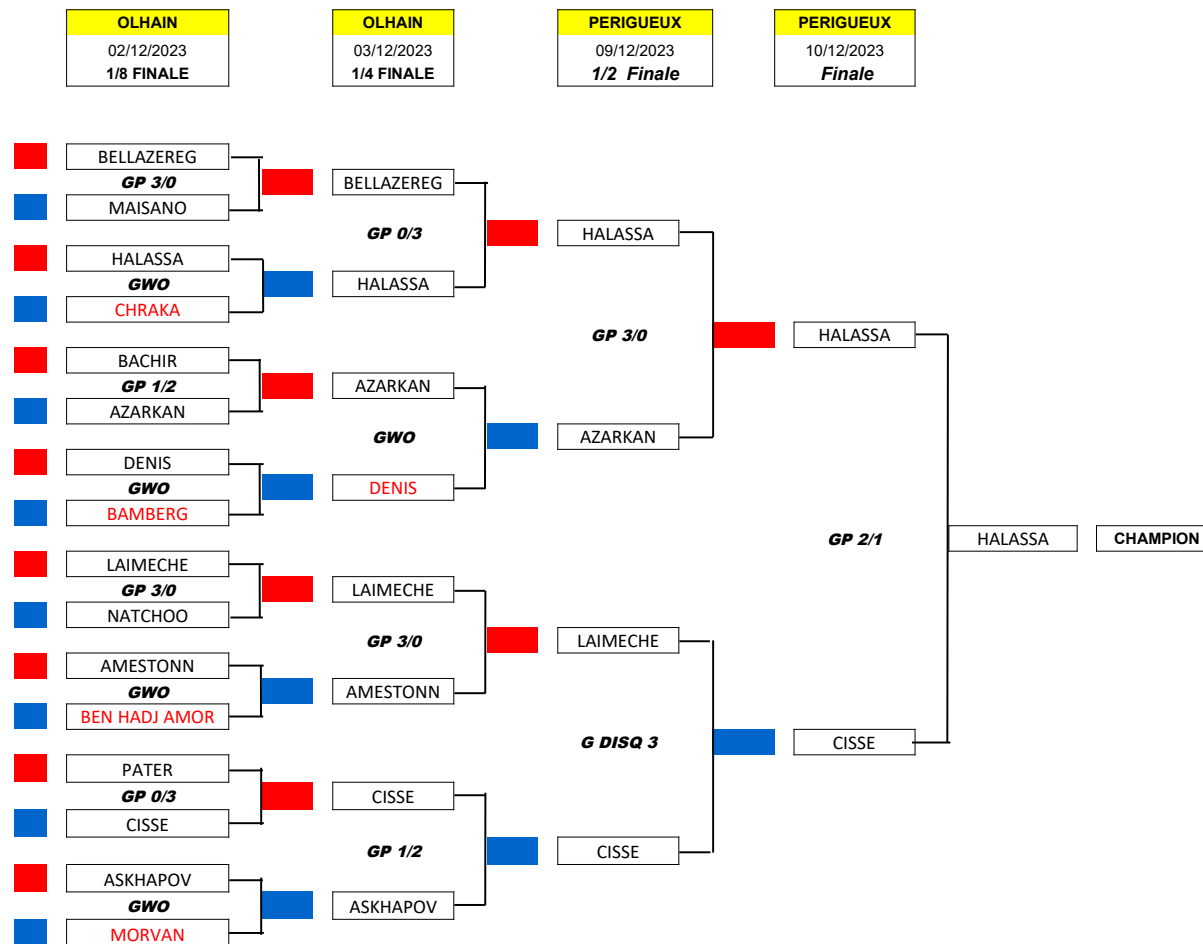 OLHAIN
02/12/2023
1/8 FINALE
OLHAIN
03/12/2023
1/4 FINALE
PERIGUEUX
09/12/2023
1/2 Finale
PERIGUEUX
10/12/2023
Finale
BELLAZEREG
GP 3/0
MAISANO
HALASSA
GWO
CHRAKA
BACHIR
GP 1/2
AZARKAN
DENIS
GWO
BAMBERG
LAIMECHE
GP 3/0
NATCHOO
AMESTONN
GWO
BEN HADJ AMOR
PATER
GP 0/3
CISSE
ASKHAPOV
GWO
MORVAN
BELLAZEREG
GP 0/3
HALASSA
AZARKAN
GWO
DENIS
LAIMECHE
GP 3/0
AMESTONN
CISSE
GP 1/2
ASKHAPOV
HALASSA
GP 3/0
AZARKAN
LAIMECHE
G DISQ 3
CISSE
HALASSA
GP 2/1
CISSE
HALASSA
CHAMPION